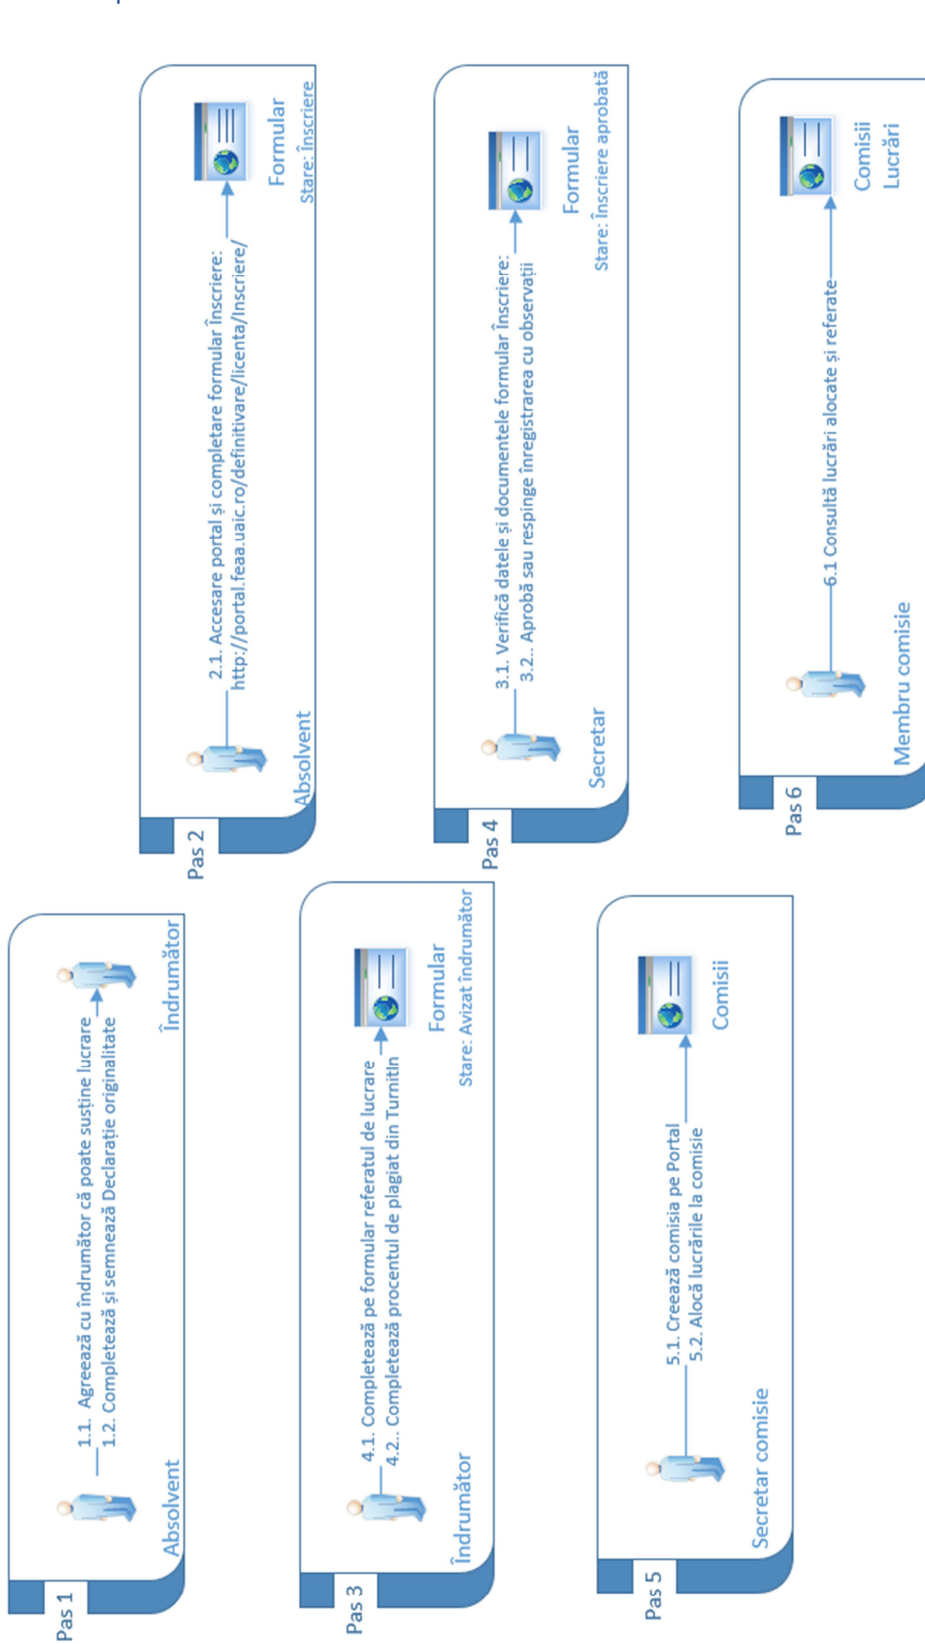 Pas 1
1.1. Agreează cu îndrumător că poate susține lucrare
1.2. Completează și semnează Declarație originalitate
Absolvent
Îndrumător
Pas 2
2.1. Accesare portal și completare formular Înscriere:
http://portal.feaa.uaic.ro/definitivare/licenta/Inscriere/
Absolvent
Formular
Stare: Înscriere
Pas 3
4.1. Completează pe formular referatul de lucrare
4.2.. Completează procentul de plagiat din TurnitIn
Îndrumător
Formular
Stare: Avizat îndrumător
Pas 4
3.1. Verifică datele și documentele formular Înscriere:
3.2.. Aprobă sau respinge înregistrarea cu observații
Secretar
Formular
Stare: Înscriere aprobată
Pas 5
5.1. Creează comisia pe Portal
5.2. Alocă lucrările la comisie
Secretar comisie
Comisii
Pas 6
6.1 Consultă lucrări alocate și referate
Membru comisie
Comisii
Lucrări